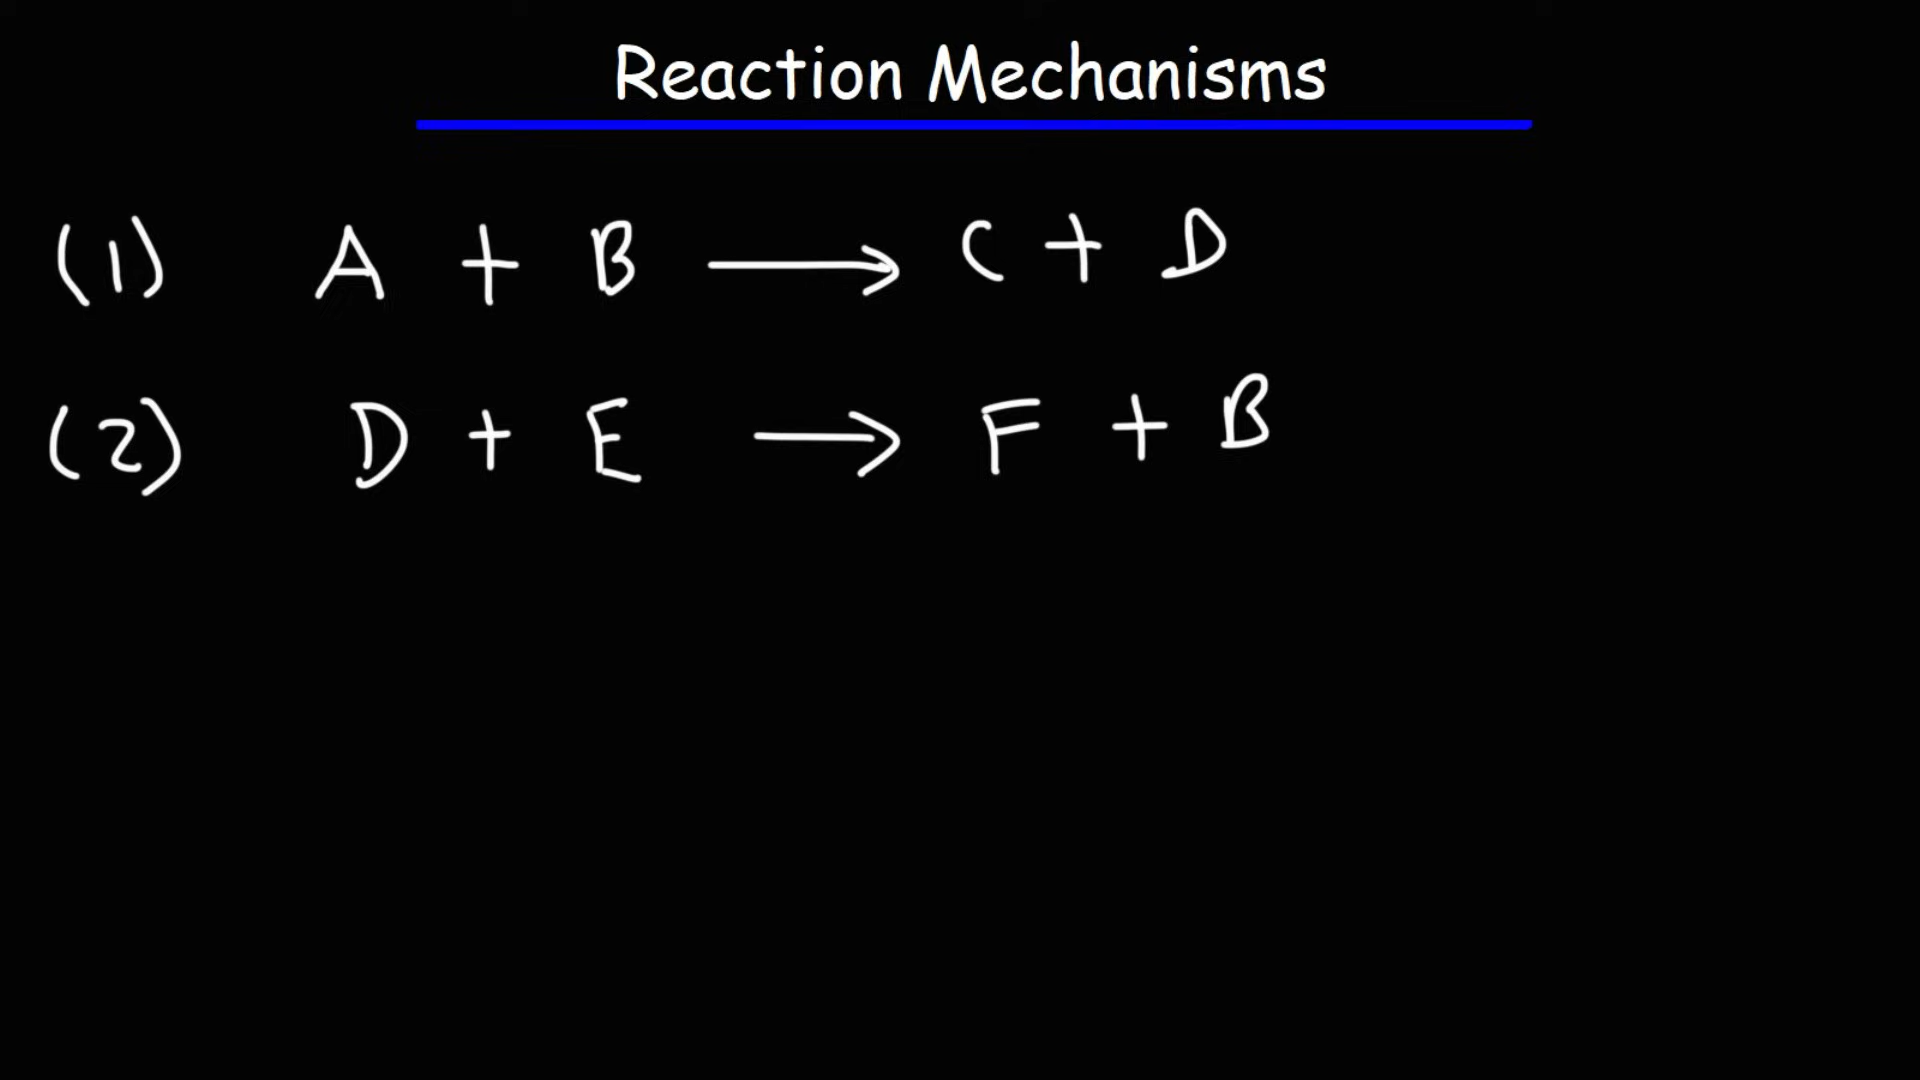 Reaction Mechanisms
(1) A + B → C + D
(2) D + E → F + B